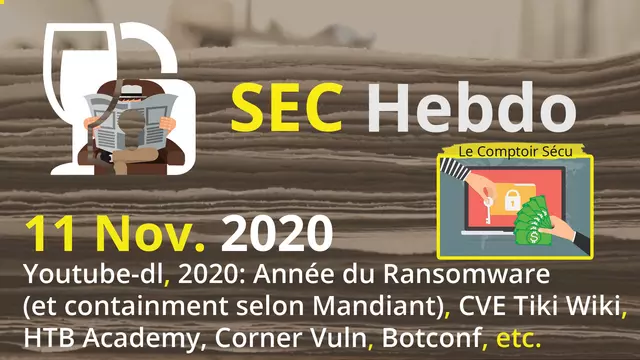 SEC Hebdo
Le Comptoir Sécu
11 Nov. 2020
Youtube-dl, 2020: Année du Ransomware
(et containment selon Mandiant), CVE Tiki Wiki,
HTB Academy, Corner Vuln, Botconf, etc.